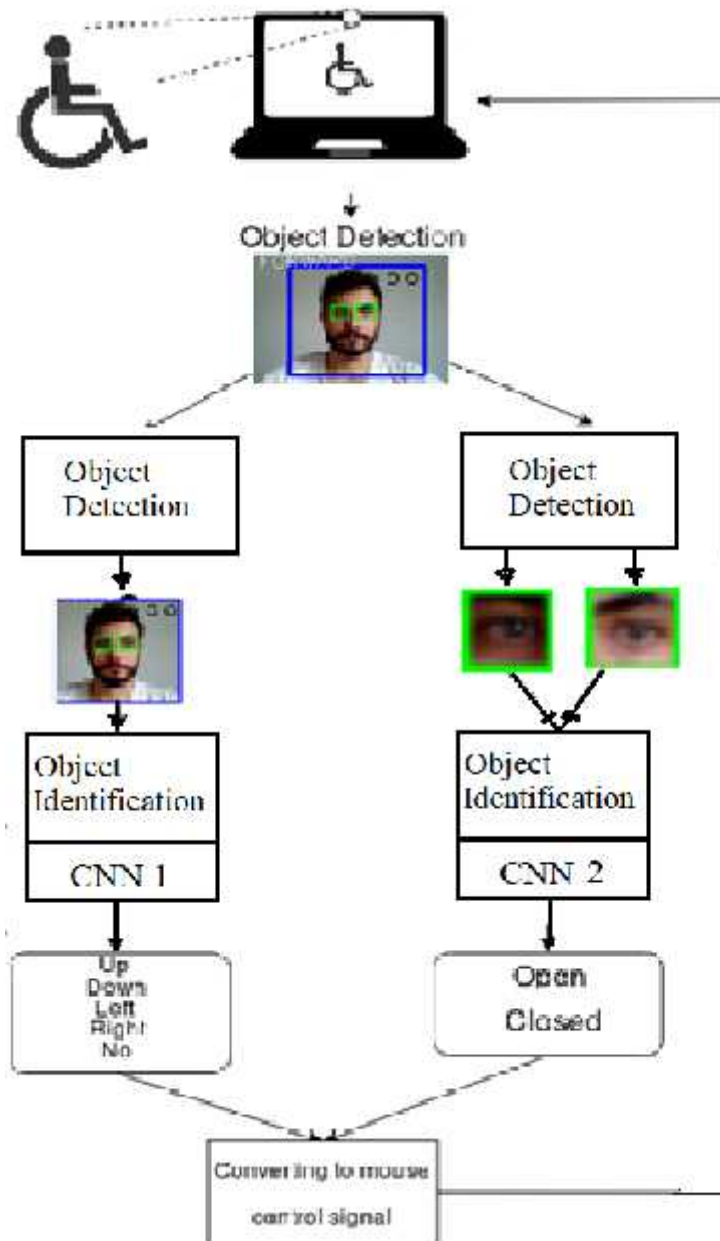 Object Detection
Object
Detection
Object
Detection
Object
Identification
CNN 1
Object
Identification
CNN 2
Up
Down
Left
Right
No
Open
Closed
Converting to mouse
control signal